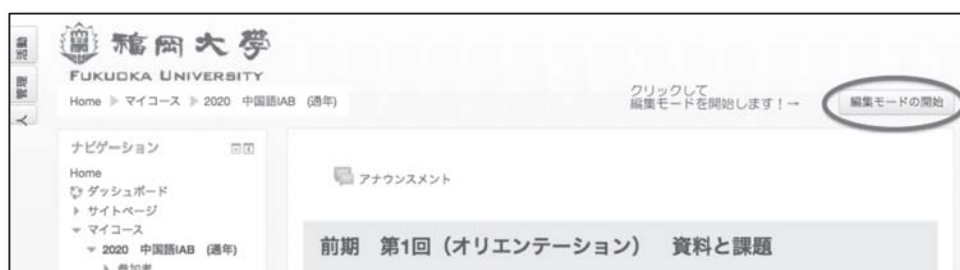 活動
管理
人
福岡大學
FUKUOKA UNIVERSITY
Home ▶ マイコース ▶ 2020 中国語IAB (通年)
クリックして
編集モードを開始します！→
編集モードの開始
ナビゲーション
Home
ダッシュボード
サイトページ
マイコース
2020 中国語IAB (通年)
参加者
アナウンスメント
前期 第1回（オリエンテーション） 資料と課題